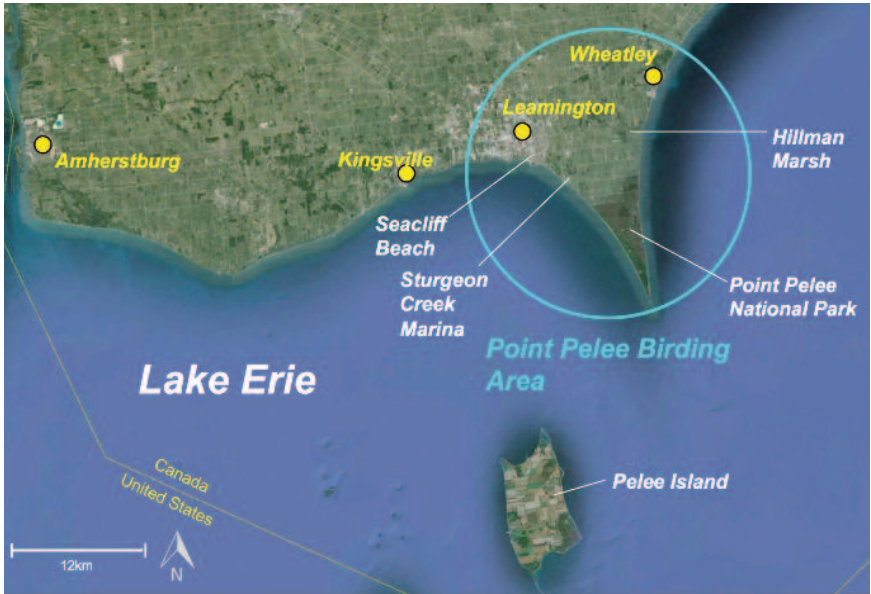 Wheatley
Leamington
Hillman
Marsh
Amherstburg
Kingsville
Seacliff
Beach
Sturgeon
Creek
Marina
Point Pelee
National Park
Point Pelee Birding
Area
Lake Erie
Canada
United States
Pelee Island
12km
N